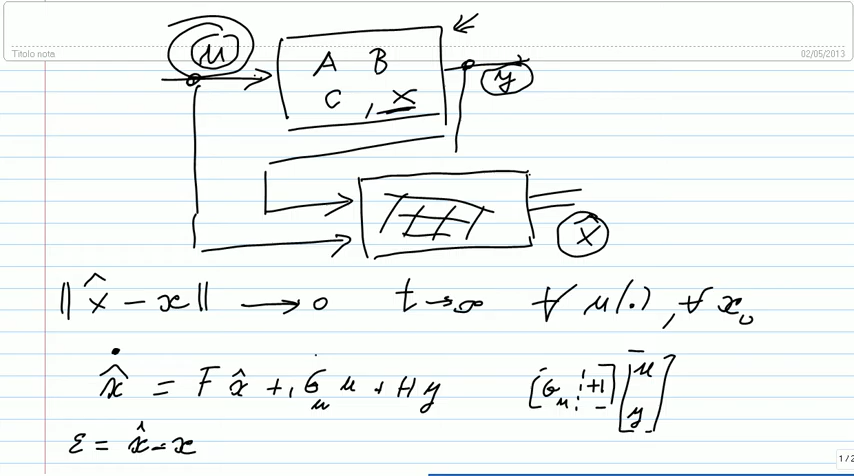 Titolo nota
02/05/2013
u
A B
C , x
y
x̂
‖ x̂ − x ‖ → 0 t → ∞ ∀ u(.) , ∀ x₀
x̂̇ = F x̂ + G_u u + H y [G_u ¦ H] [u y]
ε = x̂ − x
1 / 2